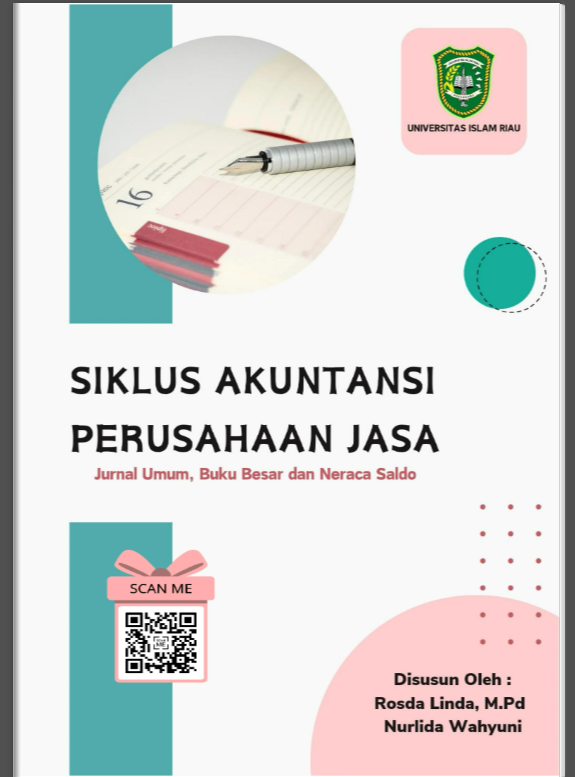 UNIVERSITAS ISLAM RIAU
16
SIKLUS AKUNTANSI
PERUSAHAAN JASA
Jurnal Umum, Buku Besar dan Neraca Saldo
SCAN ME
Disusun Oleh :
Rosda Linda, M.Pd
Nurlida Wahyuni